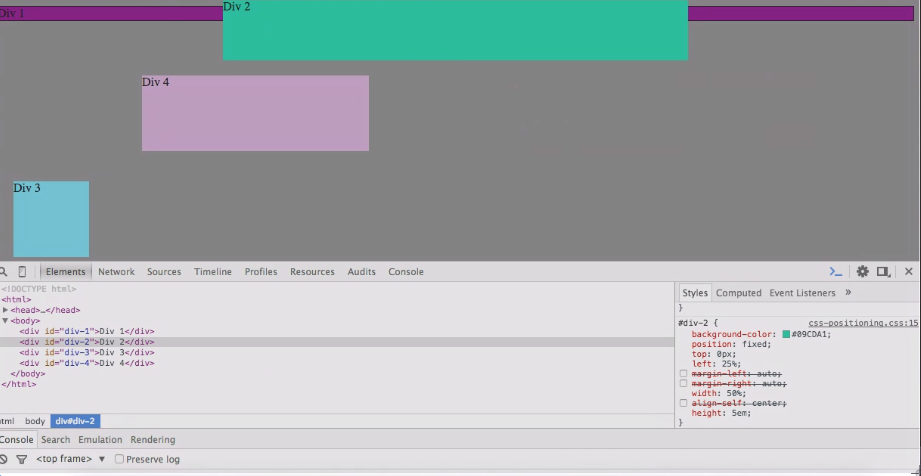 Div 1
Div 2
Div 4
Div 3
Elements Network Sources Timeline Profiles Resources Audits Console
<!DOCTYPE html>
<html>
▶<head>…</head>
▼<body>
<div id="div-1">Div 1</div>
<div id="div-2">Div 2</div>
<div id="div-3">Div 3</div>
<div id="div-4">Div 4</div>
</body>
</html>
html body div#div-2
Styles Computed Event Listeners »
}
#div-2 { css-positioning.css:15
background-color: #09CDA1;
position: fixed;
top: 0px;
left: 25%;
margin-left: auto;
margin-right: auto;
width: 50%;
align-self: center;
height: 5em;
}
Console Search Emulation Rendering
<top frame> ▼ Preserve log